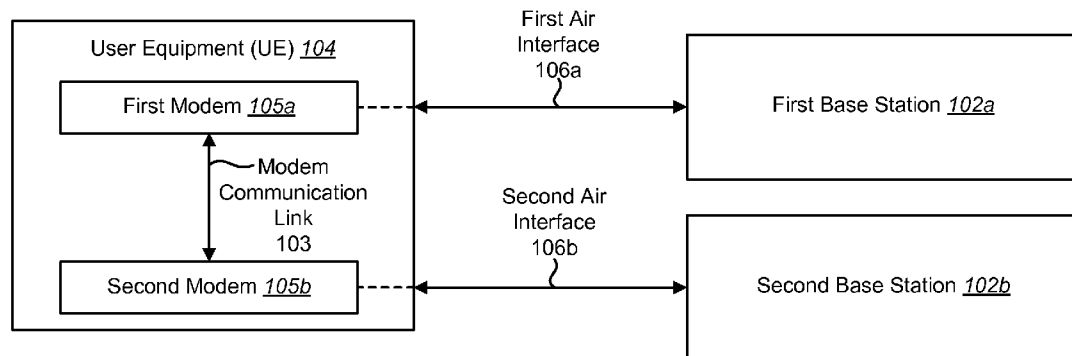 User Equipment (UE) 104
First Modem 105a
Modem
Communication
Link
103
Second Modem 105b
First Air
Interface
106a
Second Air
Interface
106b
First Base Station 102a
Second Base Station 102b